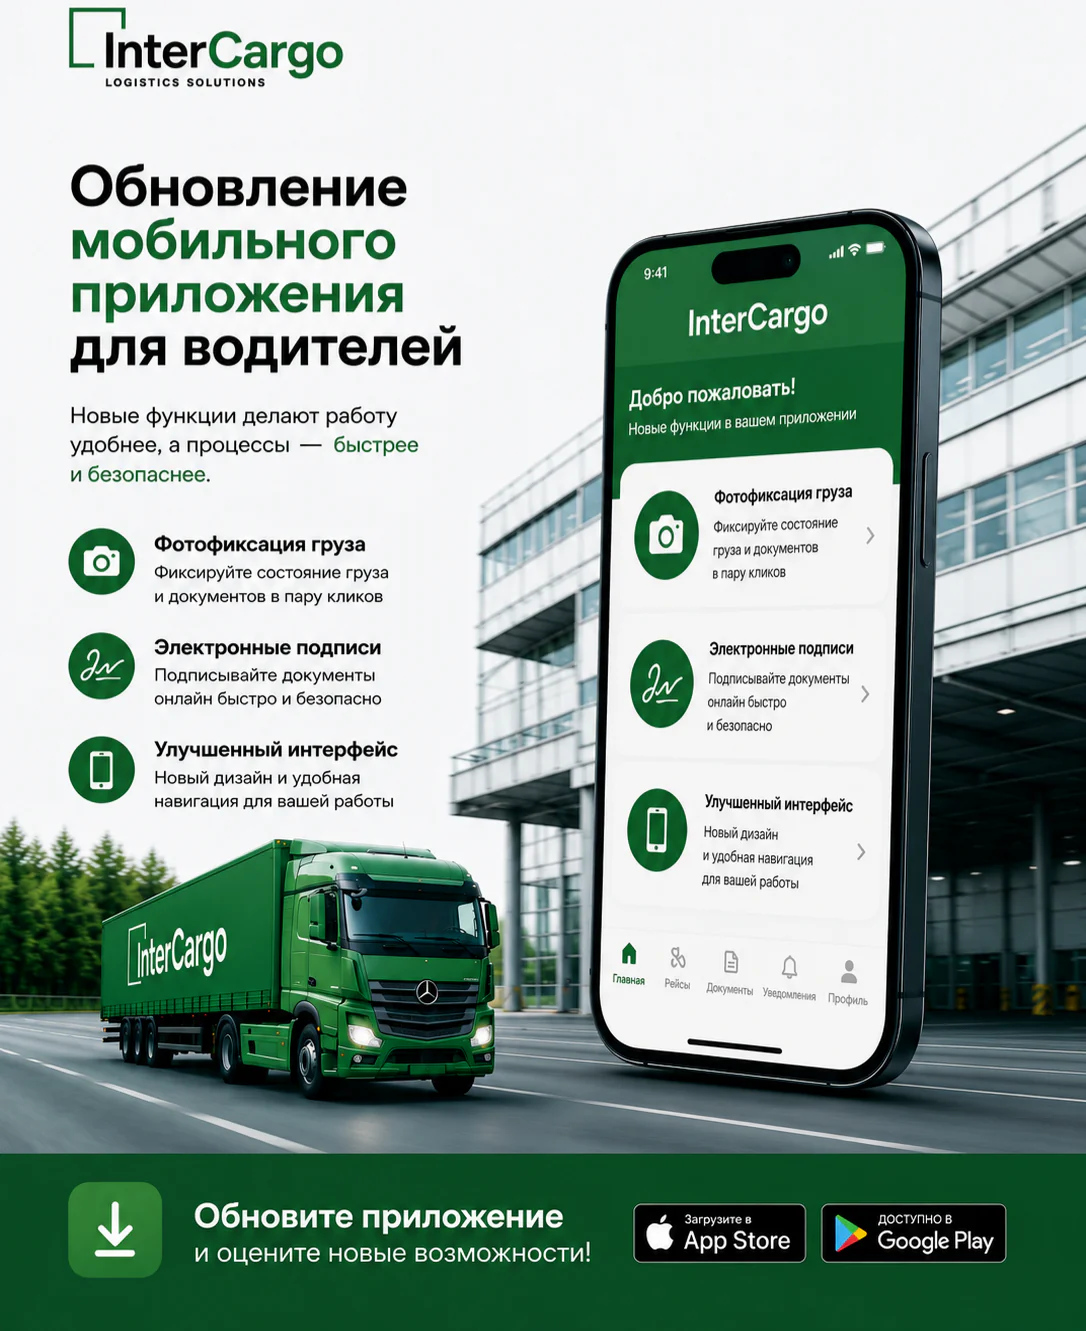 InterCargo
LOGISTICS SOLUTIONS
Обновление
мобильного
приложения
для водителей
Новые функции делают работу
удобнее, а процессы — быстрее
и безопаснее.
Фотофиксация груза
Фиксируйте состояние груза
и документов в пару кликов
Электронные подписи
Подписывайте документы
онлайн быстро и безопасно
Улучшенный интерфейс
Новый дизайн и удобная
навигация для вашей работы
9:41
InterCargo
Добро пожаловать!
Новые функции в вашем приложении
Фотофиксация груза
Фиксируйте состояние
груза и документов
в пару кликов
Электронные подписи
Подписывайте документы
онлайн быстро
и безопасно
Улучшенный интерфейс
Новый дизайн
и удобная навигация
для вашей работы
Главная Рейсы Документы Уведомления Профиль
InterCargo
Обновите приложение
и оцените новые возможности!
Загрузите в
App Store
ДОСТУПНО В
Google Play